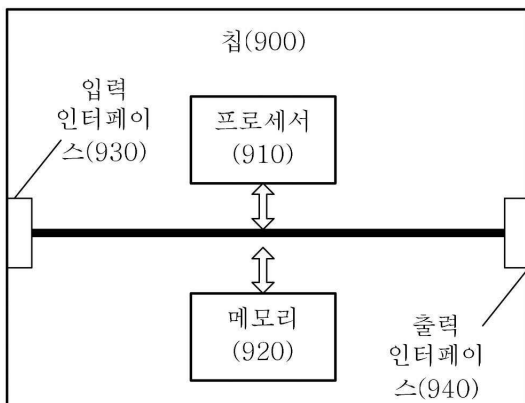 칩(900)
입력
인터페이
스(930)
프로세서
(910)
메모리
(920)
출력
인터페이
스(940)